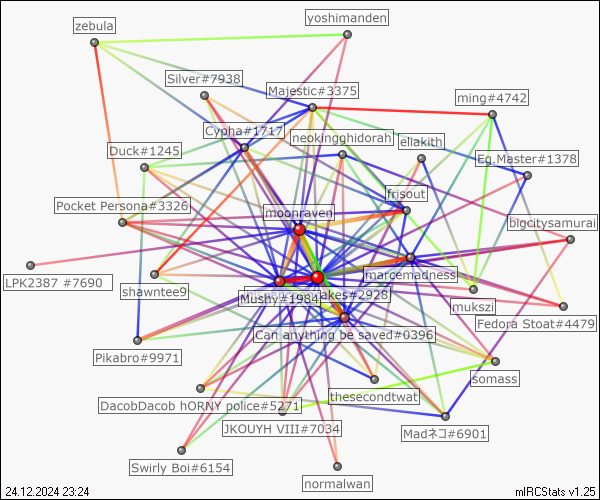 yoshimanden
zebula
Silver#7938
Majestic#3375
ming#4742
Cypha#1717
neokingghidorah
eliakith
Duck#1245
Eg.Master#1378
frisout
Pocket Persona#3326
moonraven
bigcitysamurai
marcemadness
LPK2387 #7690
shawntee9
Mushy#1984
akes#2928
mukszi
Fedora Stoat#4479
Can anything be saved#0396
Pikabro#9971
somass
thesecondtwat
DacobDacob hORNY police#5271
JKOUYH VIII#7034
Madネコ#6901
Swirly Boi#6154
normalwan
24.12.2024 23:24
mIRCStats v1.25